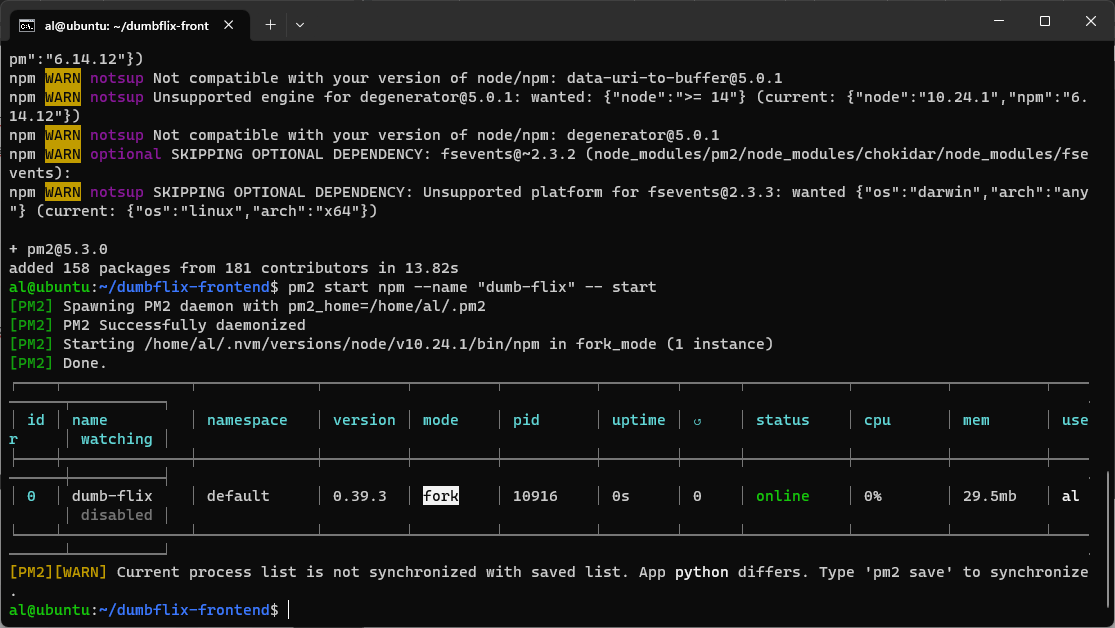 al@ubuntu: ~/dumbflix-front
pm":"6.14.12"})
npm WARN notsup Not compatible with your version of node/npm: data-uri-to-buffer@5.0.1
npm WARN notsup Unsupported engine for degenerator@5.0.1: wanted: {"node":">= 14"} (current: {"node":"10.24.1","npm":"6.
14.12"})
npm WARN notsup Not compatible with your version of node/npm: degenerator@5.0.1
npm WARN optional SKIPPING OPTIONAL DEPENDENCY: fsevents@~2.3.2 (node_modules/pm2/node_modules/chokidar/node_modules/fse
vents):
npm WARN notsup SKIPPING OPTIONAL DEPENDENCY: Unsupported platform for fsevents@2.3.3: wanted {"os":"darwin","arch":"any
"} (current: {"os":"linux","arch":"x64"})
+ pm2@5.3.0
added 158 packages from 181 contributors in 13.82s
al@ubuntu:~/dumbflix-frontend$ pm2 start npm --name "dumb-flix" -- start
[PM2] Spawning PM2 daemon with pm2_home=/home/al/.pm2
[PM2] PM2 Successfully daemonized
[PM2] Starting /home/al/.nvm/versions/node/v10.24.1/bin/npm in fork_mode (1 instance)
[PM2] Done.
│ id │ name │ namespace │ version │ mode │ pid │ uptime │ ↺ │ status │ cpu │ mem │ use
r │ watching │
│ 0 │ dumb-flix │ default │ 0.39.3 │ fork │ 10916 │ 0s │ 0 │ online │ 0% │ 29.5mb │ al
│ disabled │
[PM2][WARN] Current process list is not synchronized with saved list. App python differs. Type 'pm2 save' to synchronize
.
al@ubuntu:~/dumbflix-frontend$